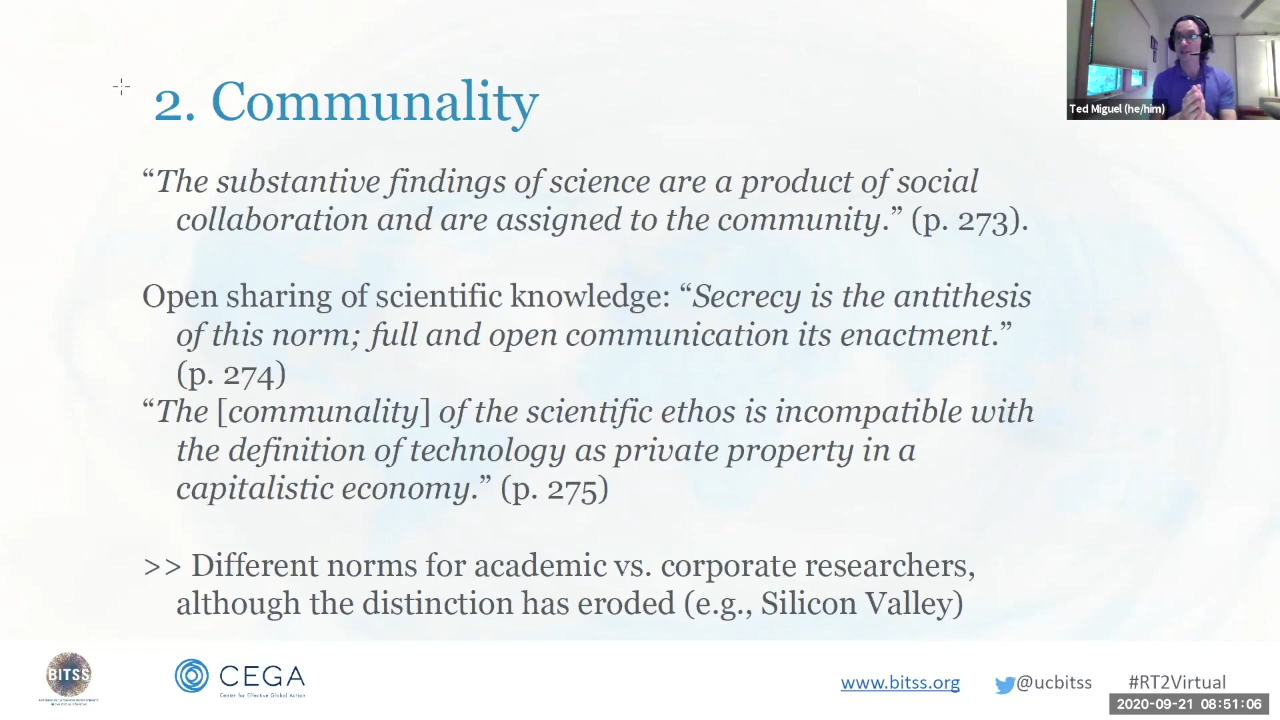 2. Communality
Ted Miguel (he/him)
“The substantive findings of science are a product of social
collaboration and are assigned to the community.” (p. 273).
Open sharing of scientific knowledge: “Secrecy is the antithesis
of this norm; full and open communication its enactment.”
(p. 274)
“The [communality] of the scientific ethos is incompatible with
the definition of technology as private property in a
capitalistic economy.” (p. 275)
>> Different norms for academic vs. corporate researchers,
although the distinction has eroded (e.g., Silicon Valley)
BITSS
CEGA
Center for Effective Global Action
www.bitss.org
@ucbitss
#RT2Virtual
2020-09-21 08:51:06